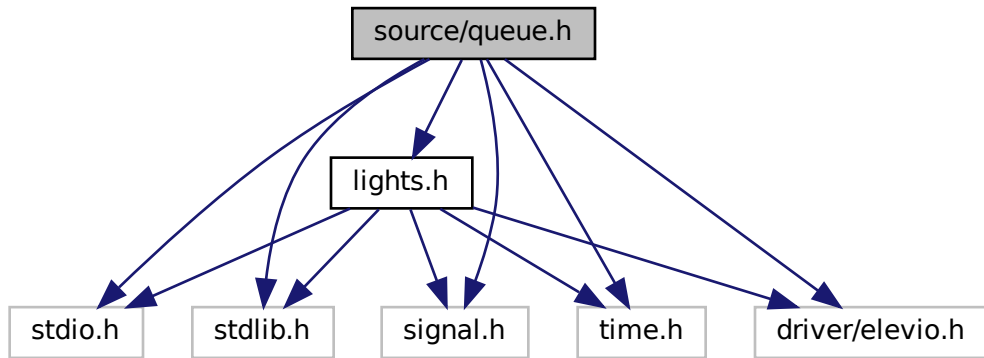 source/queue.h
lights.h
stdio.h
stdlib.h
signal.h
time.h
driver/elevio.h